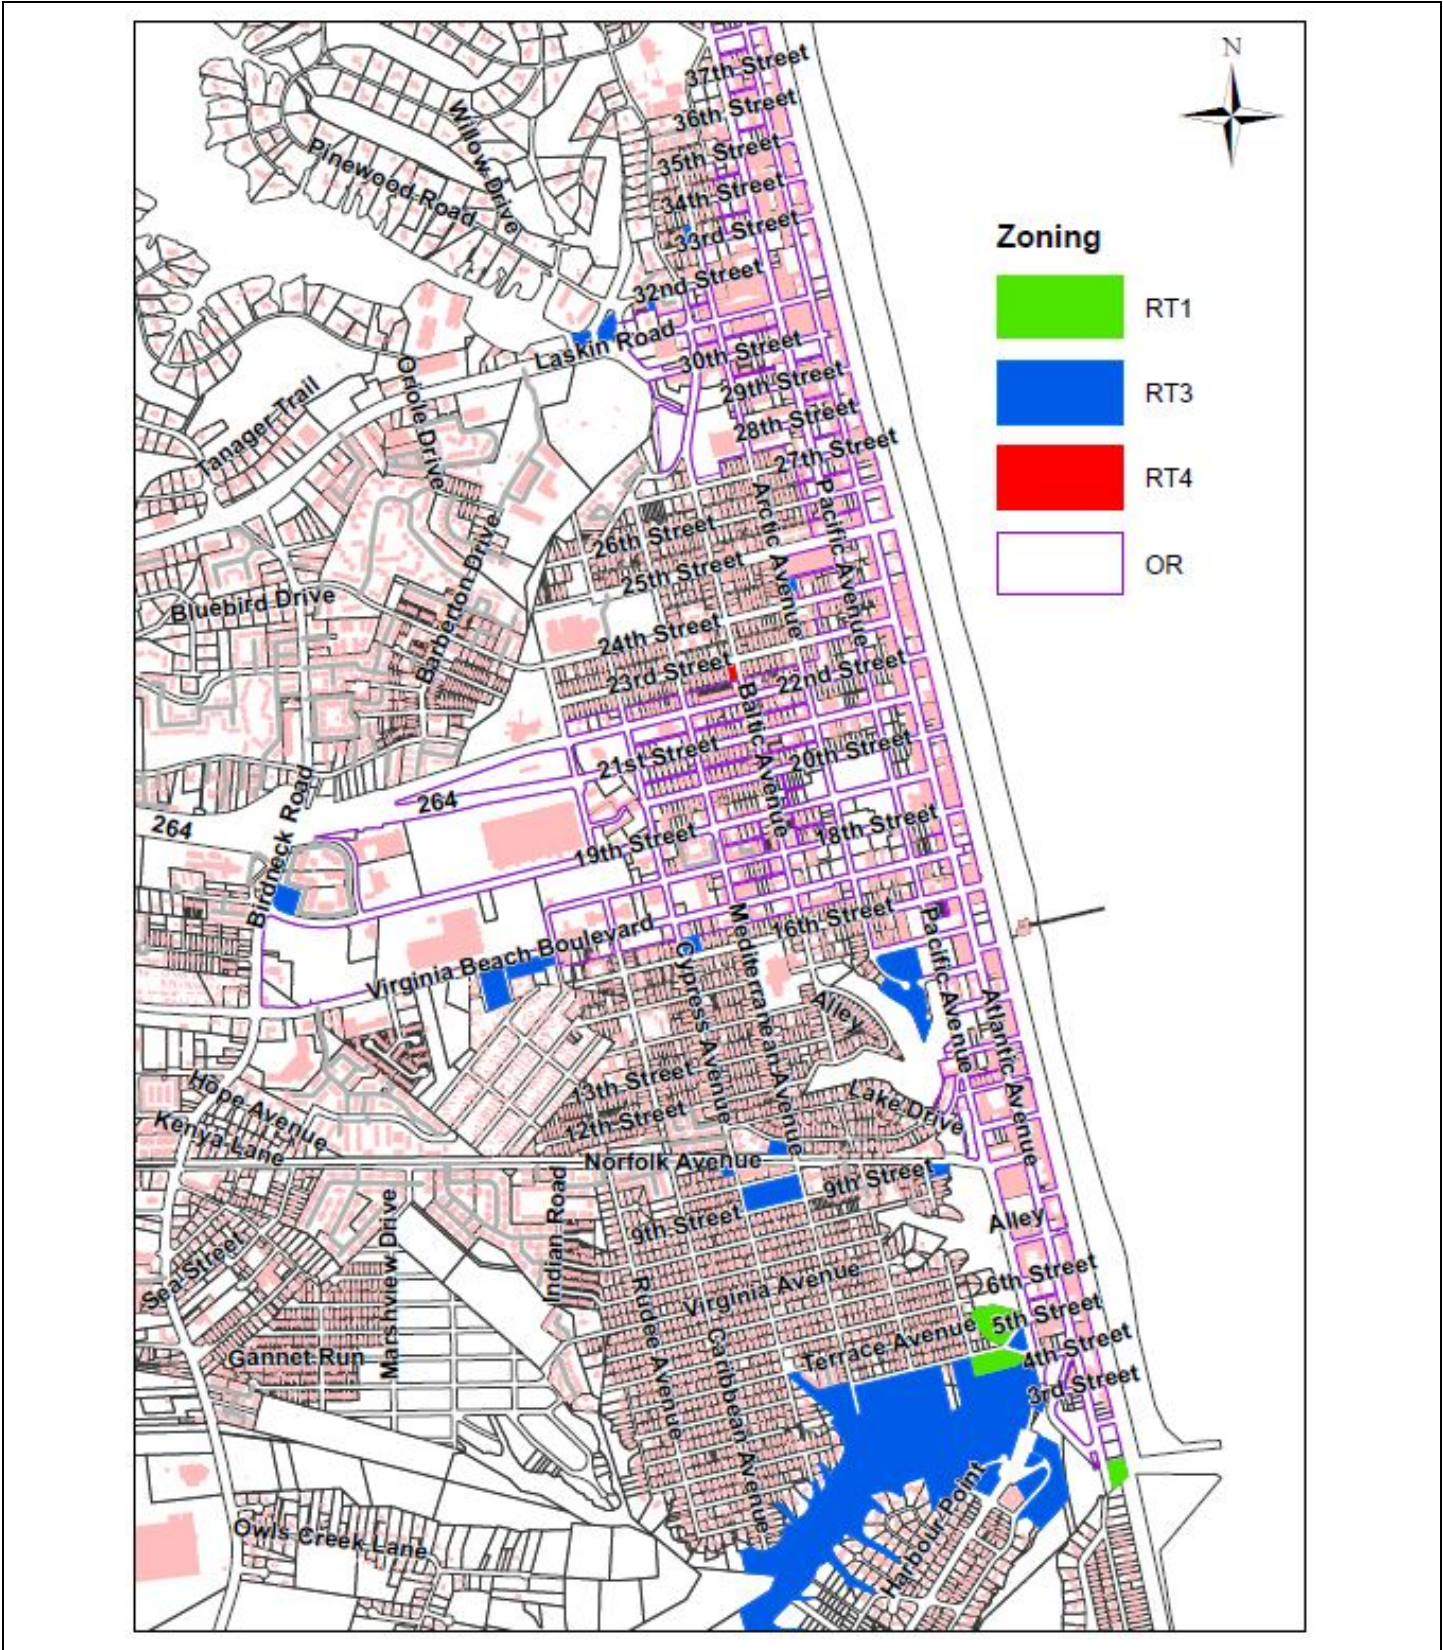 N
37th Street
36th Street
35th Street
34th Street
33rd Street
32nd Street
Willow Drive
Pinewood Road
Zoning
RT1
RT3
RT4
OR
Laskin Road
30th Street
29th Street
28th Street
27th Street
Oriole Drive
Tanager Trail
Arctic Avenue
Pacific Avenue
26th Street
25th Street
Barberton Drive
Bluebird Drive
24th Street
23rd Street
22nd Street
Baltic Avenue
21st Street
20th Street
264
264
Birdneck Road
19th Street
18th Street
16th Street
Virginia Beach Boulevard
Mediterranean Avenue
Cypress Avenue
Pacific Avenue
Atlantic Avenue
Alley
13th Street
12th Street
Lake Drive
Hope Avenue
Kenya Lane
Norfolk Avenue
9th Street
9th Street
Indian Road
Marshview Drive
Sea Street
Alley
6th Street
5th Street
4th Street
3rd Street
Virginia Avenue
Terrace Avenue
Rudee Avenue
Caribbean Avenue
Gannet Run
Harbour Point
Owls Creek Lane